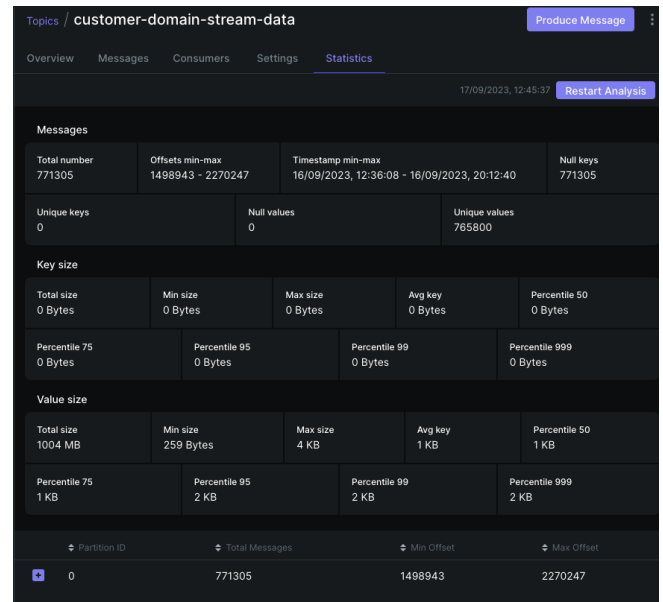 Topics / customer-domain-stream-data Produce Message
Overview Messages Consumers Settings Statistics
17/09/2023, 12:45:37 Restart Analysis
Messages
Total number Offsets min-max Timestamp min-max Null keys
771305 1498943 - 2270247 16/09/2023, 12:36:08 - 16/09/2023, 20:12:40 771305
Unique keys Null values Unique values
0 0 765800
Key size
Total size Min size Max size Avg key Percentile 50
0 Bytes 0 Bytes 0 Bytes 0 Bytes 0 Bytes
Percentile 75 Percentile 95 Percentile 99 Percentile 999
0 Bytes 0 Bytes 0 Bytes 0 Bytes
Value size
Total size Min size Max size Avg key Percentile 50
1004 MB 259 Bytes 4 KB 1 KB 1 KB
Percentile 75 Percentile 95 Percentile 99 Percentile 999
1 KB 2 KB 2 KB 2 KB
Partition ID Total Messages Min Offset Max Offset
0 771305 1498943 2270247